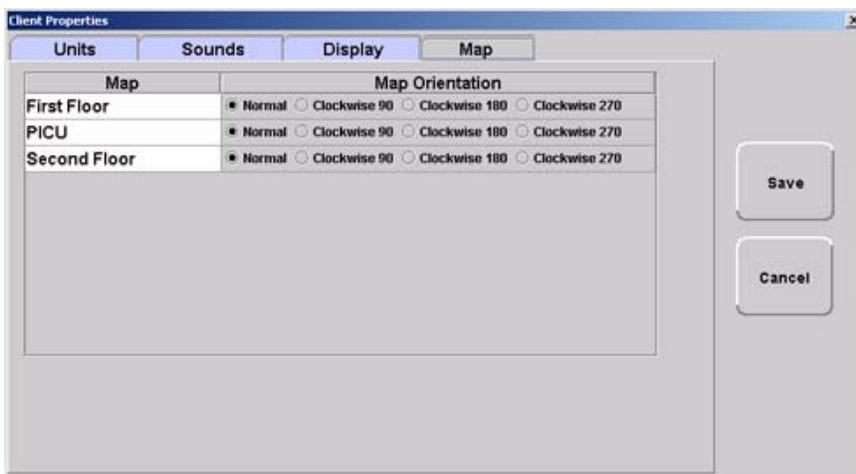 Client Properties
Units Sounds Display Map
Map Map Orientation
First Floor Normal Clockwise 90 Clockwise 180 Clockwise 270
PICU Normal Clockwise 90 Clockwise 180 Clockwise 270
Second Floor Normal Clockwise 90 Clockwise 180 Clockwise 270
Save
Cancel